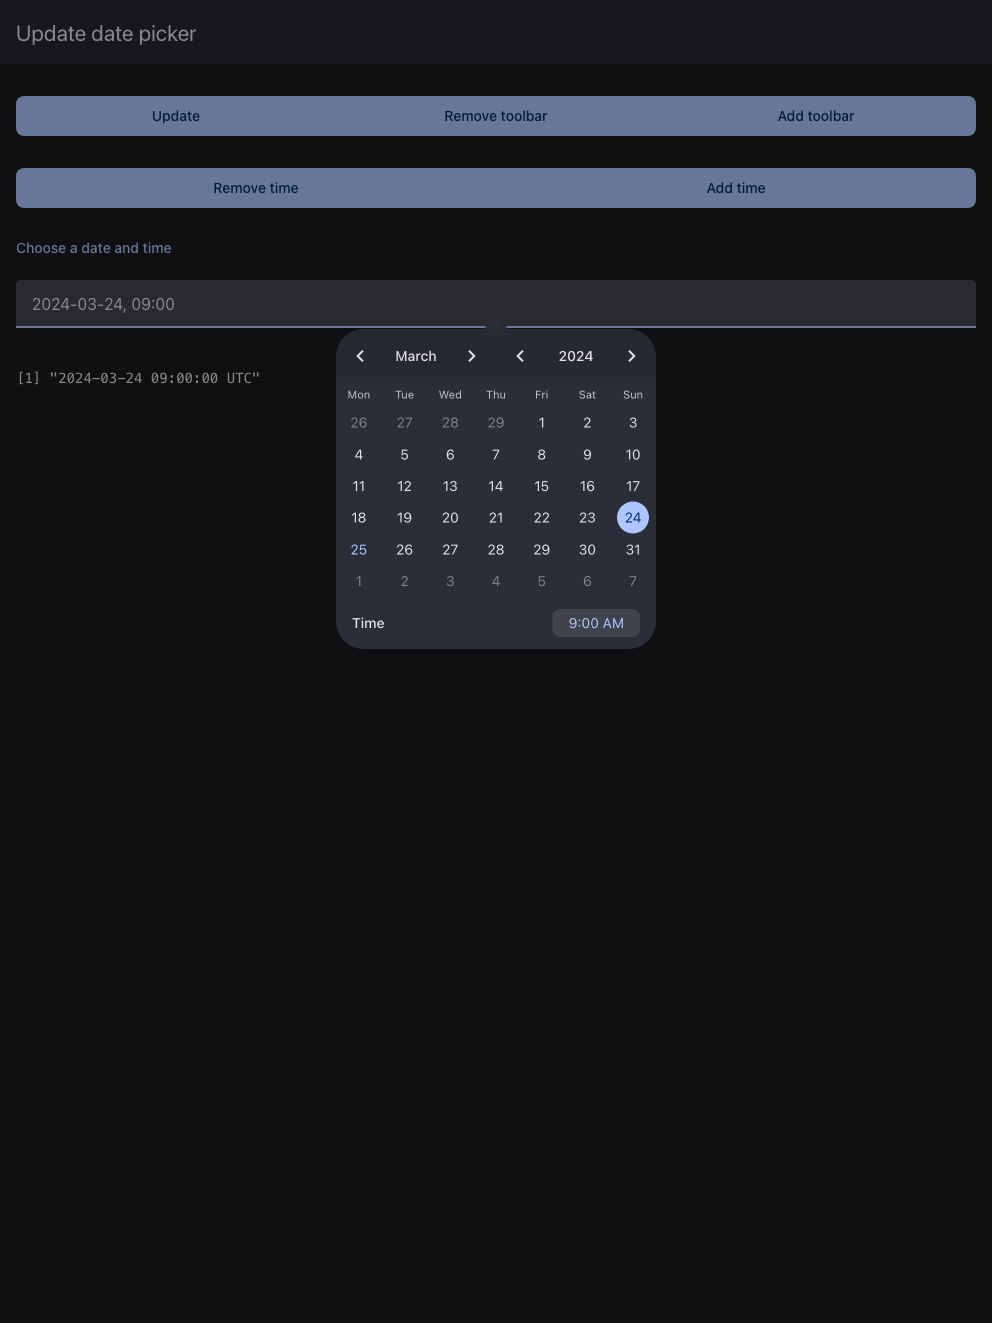 Update date picker
Update Remove toolbar Add toolbar
Remove time Add time
Choose a date and time
2024-03-24, 09:00
March 2024
[1] "2024-03-24 09:00:00 UTC"
Mon Tue Wed Thu Fri Sat Sun
26 27 28 29 1 2 3
4 5 6 7 8 9 10
11 12 13 14 15 16 17
18 19 20 21 22 23 24
25 26 27 28 29 30 31
1 2 3 4 5 6 7
Time 9:00 AM